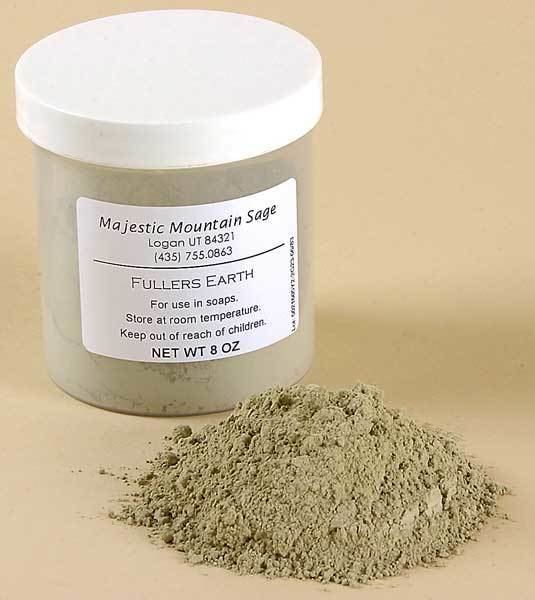 Majestic Mountain Sage
Logan UT 84321
(435) 755.0863
FULLERS EARTH
For use in soaps.
Store at room temperature.
Keep out of reach of children.
NET WT 8 OZ
Lot: